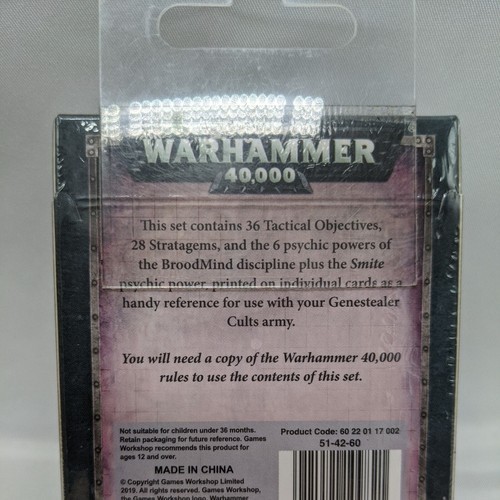 WARHAMMER
40,000
This set contains 36 Tactical Objectives,
28 Stratagems, and the 6 psychic powers of
the BroodMind discipline plus the Smite
psychic power, printed on individual cards as a
handy reference for use with your Genestealer
Cults army.
You will need a copy of the Warhammer 40,000
rules to use the contents of this set.
Not suitable for children under 36 months.
Retain packaging for future reference. Games
Workshop recommends this product for
ages 12 and over.
MADE IN CHINA
© Copyright Games Workshop Limited
2019. All rights reserved. Games Workshop,
the Games Workshop logo, Warhammer
Product Code: 60 22 01 17 002
51-42-60